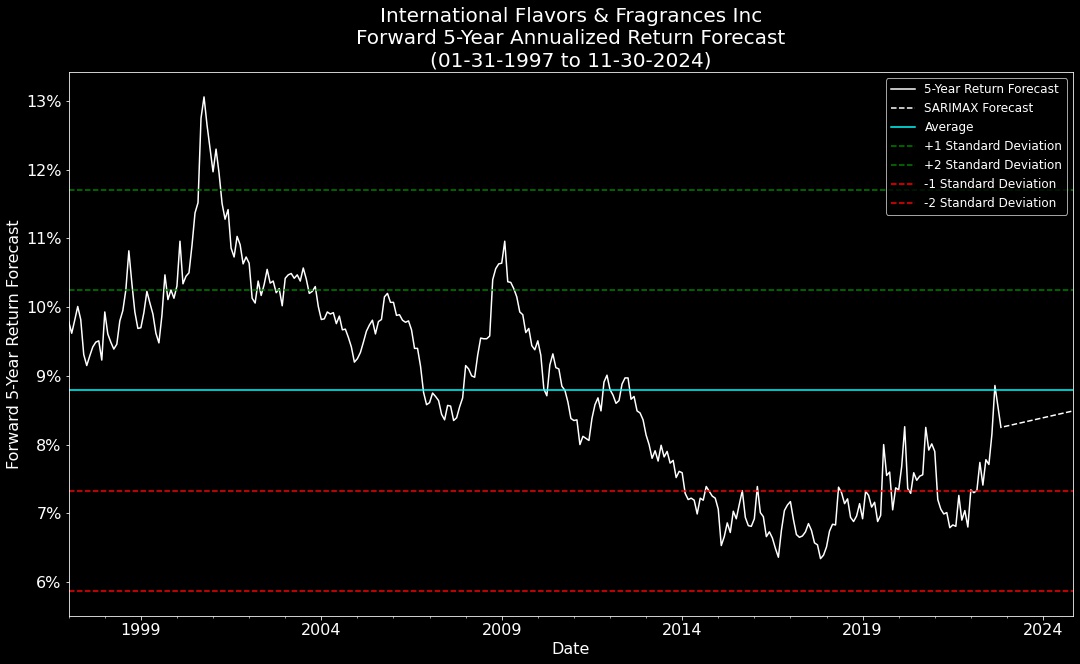 International Flavors & Fragrances Inc
Forward 5-Year Annualized Return Forecast
(01-31-1997 to 11-30-2024)
5-Year Return Forecast
SARIMAX Forecast
Average
+1 Standard Deviation
+2 Standard Deviation
-1 Standard Deviation
-2 Standard Deviation
Forward 5-Year Return Forecast
13%
12%
11%
10%
9%
8%
7%
6%
1999
2004
2009
2014
2019
2024
Date